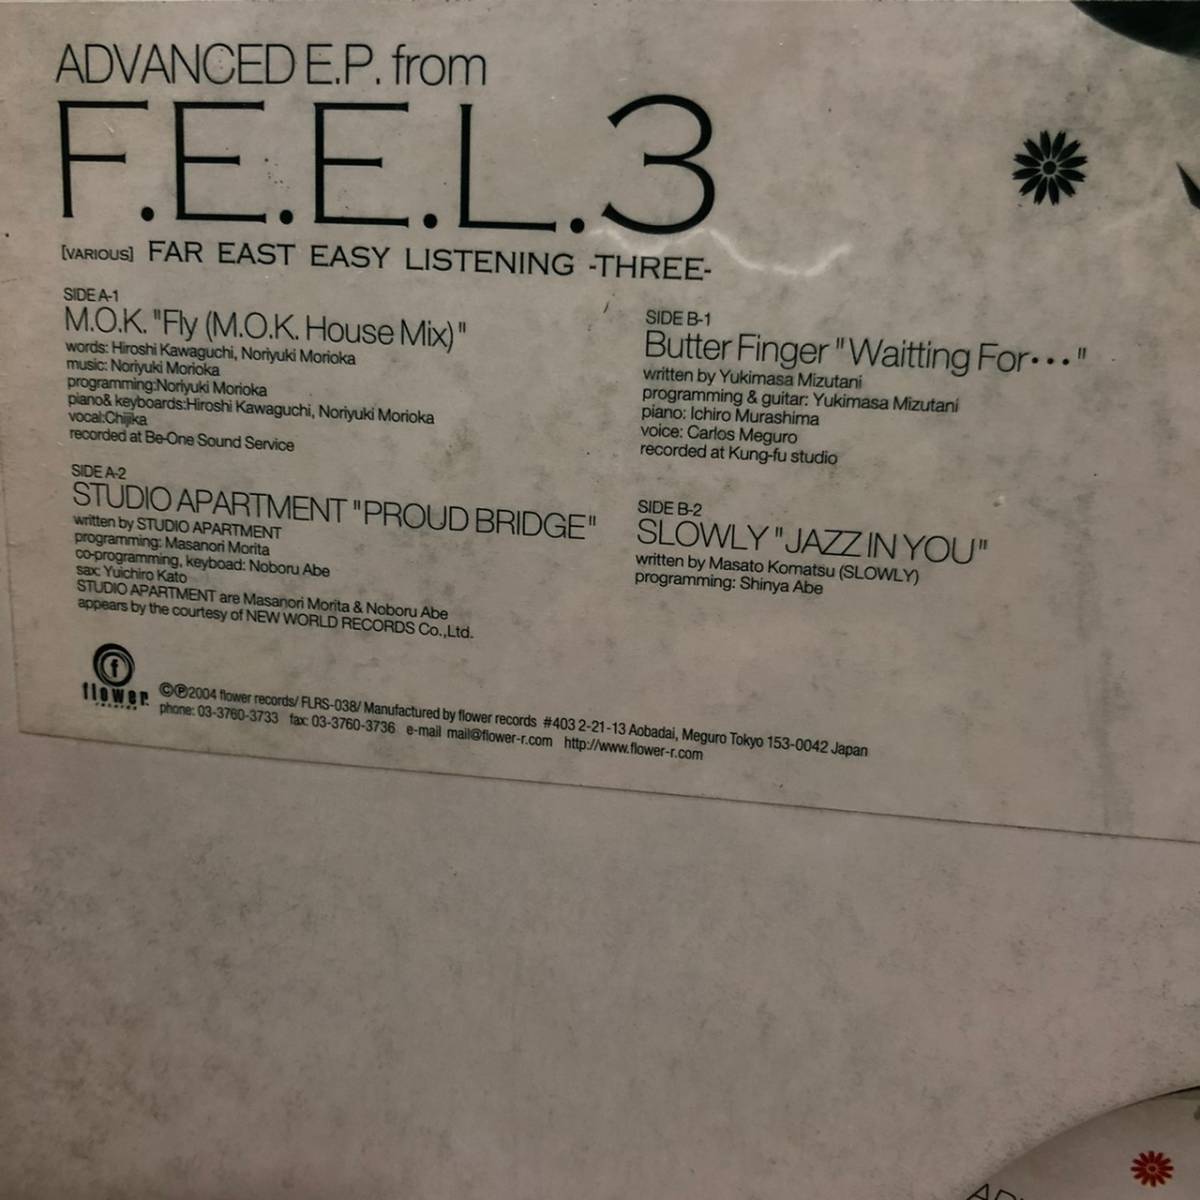 ADVANCED E.P. from
F.E.E.L.3
[VARIOUS] FAR EAST EASY LISTENING -THREE-
SIDE A-1
M.O.K. "Fly (M.O.K. House Mix)"
words: Hiroshi Kawaguchi, Noriyuki Morioka
music: Noriyuki Morioka
programming:Noriyuki Morioka
piano& keyboards:Hiroshi Kawaguchi, Noriyuki Morioka
vocal:Chijika
recorded at Be-One Sound Service
SIDE A-2
STUDIO APARTMENT "PROUD BRIDGE"
written by STUDIO APARTMENT
programming: Masanori Morita
co-programming, keyboad: Noboru Abe
sax: Yuichiro Kato
STUDIO APARTMENT are Masanori Morita & Noboru Abe
appears by the courtesy of NEW WORLD RECORDS Co.,Ltd.
SIDE B-1
Butter Finger "Waitting For･･･"
written by Yukimasa Mizutani
programming & guitar: Yukimasa Mizutani
piano: Ichiro Murashima
voice: Carlos Meguro
recorded at Kung-fu studio
SIDE B-2
SLOWLY "JAZZ IN YOU"
written by Masato Komatsu (SLOWLY)
programming: Shinya Abe
f
flower
records
©℗2004 flower records/ FLRS-038/ Manufactured by flower records #403 2-21-13 Aobadai, Meguro Tokyo 153-0042 Japan
phone: 03-3760-3733 fax: 03-3760-3736 e-mail mail@flower-r.com http://www.flower-r.com